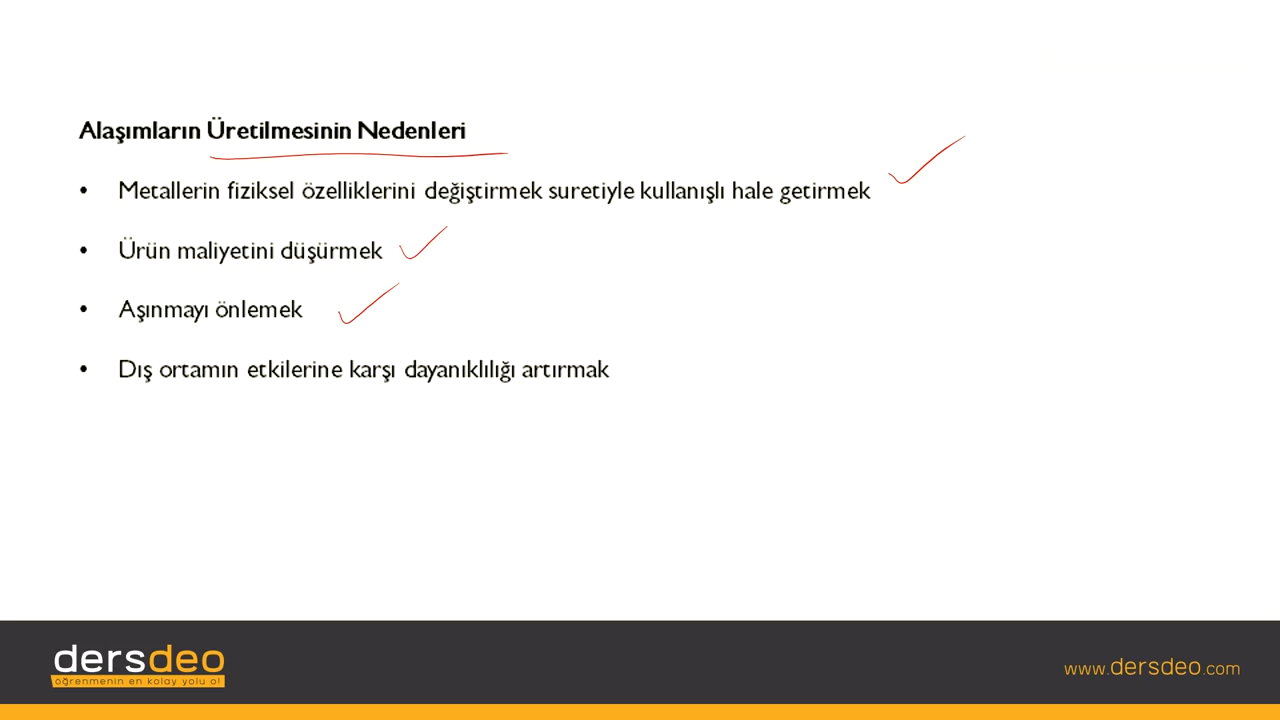 Alaşımların Üretilmesinin Nedenleri
• Metallerin fiziksel özelliklerini değiştirmek suretiyle kullanışlı hale getirmek
• Ürün maliyetini düşürmek
• Aşınmayı önlemek
• Dış ortamın etkilerine karşı dayanıklılığı artırmak
dersdeo
öğrenmenin en kolay yolu o!
www.dersdeo.com